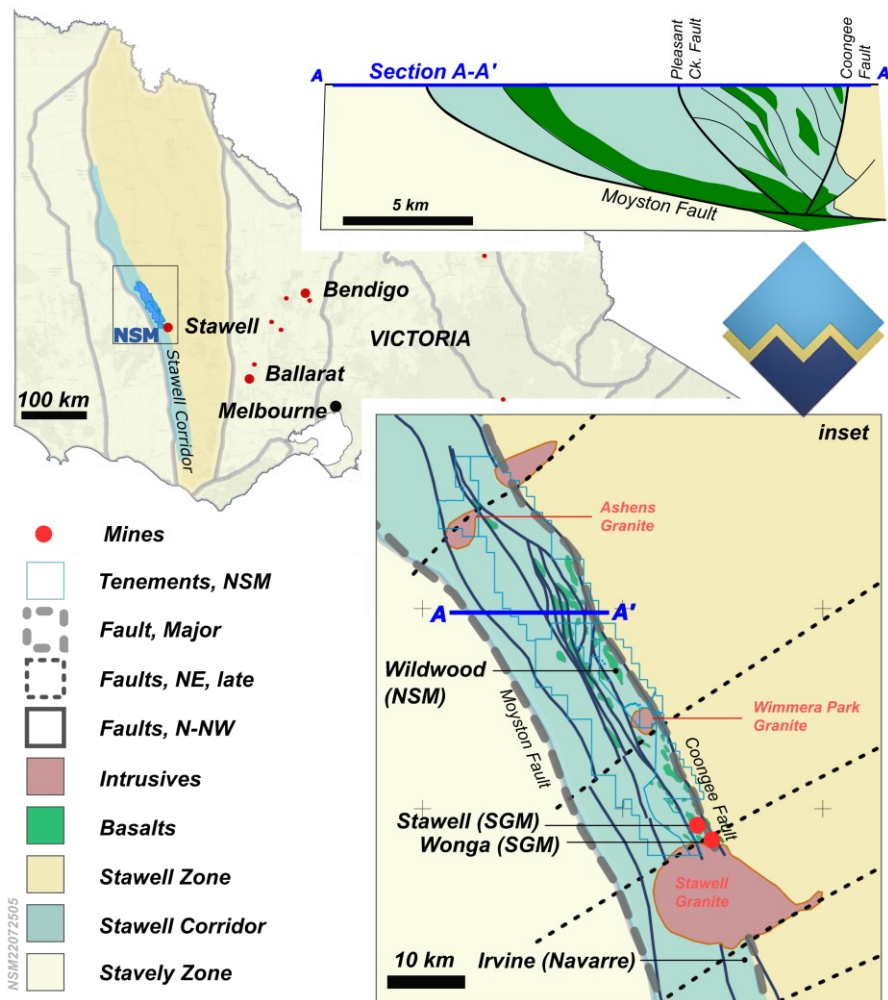 Section A-A'
A
A
Pleasant
Ck. Fault
Coongee
Fault
Moyston Fault
5 km
NSM
Stawell
Bendigo
VICTORIA
Ballarat
Melbourne
Stawell Corridor
100 km
Mines
Tenements, NSM
Fault, Major
Faults, NE, late
Faults, N-NW
Intrusives
Basalts
Stawell Zone
Stawell Corridor
Stavely Zone
NSM22072505
inset
Ashens
Granite
A
A'
Wildwood
(NSM)
Moyston Fault
Wimmera Park
Granite
Coongee Fault
Stawell (SGM)
Wonga (SGM)
Stawell
Granite
Irvine (Navarre)
10 km